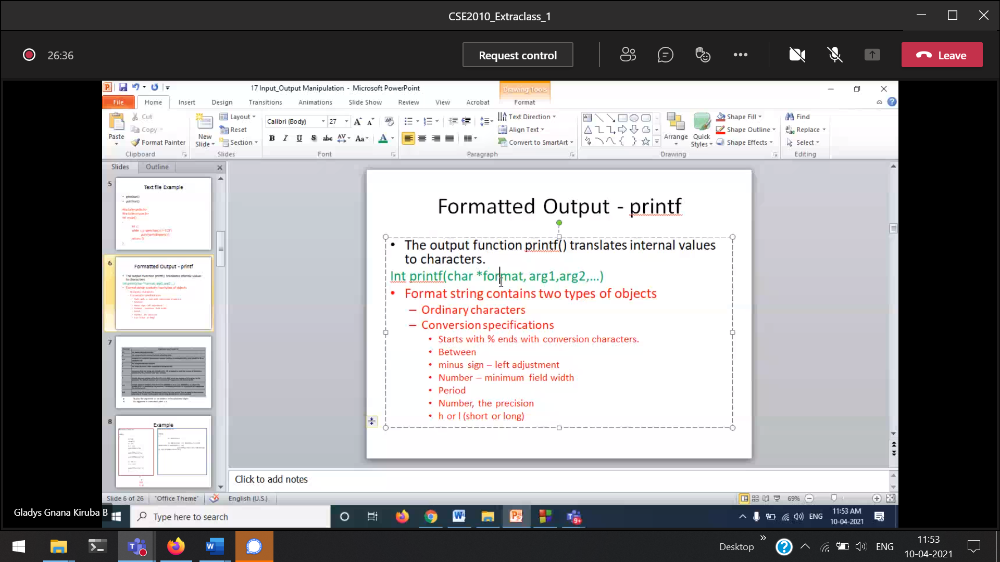 CSE2010_Extraclass_1
26:36
Request control
Leave
17 Input_Output Manipulation - Microsoft PowerPoint
Drawing Tools
File Home Insert Design Transitions Animations Slide Show Review View Acrobat Format
Paste
Cut
Copy
Format Painter
Clipboard
New
Slide
Layout
Reset
Section
Slides
Calibri (Body) 27
Font
Text Direction
Align Text
Convert to SmartArt
Paragraph
Arrange
Quick
Styles
Shape Fill
Shape Outline
Shape Effects
Drawing
Find
Replace
Select
Editing
Slides Outline
5
Text file Example
6
Formatted Output - printf
7
8
Example
Formatted Output - printf
• The output function printf() translates internal values
to characters.
Int printf(char *format, arg1,arg2,...)
• Format string contains two types of objects
– Ordinary characters
– Conversion specifications
• Starts with % ends with conversion characters.
• Between
• minus sign – left adjustment
• Number – minimum field width
• Period
• Number, the precision
• h or l (short or long)
Click to add notes
Slide 6 of 26 "Office Theme" English (U.S.) 69%
Gladys Gnana Kiruba B
Type here to search
9+
ENG
11:53 AM
10-04-2021
Desktop
ENG
11:53
10-04-2021